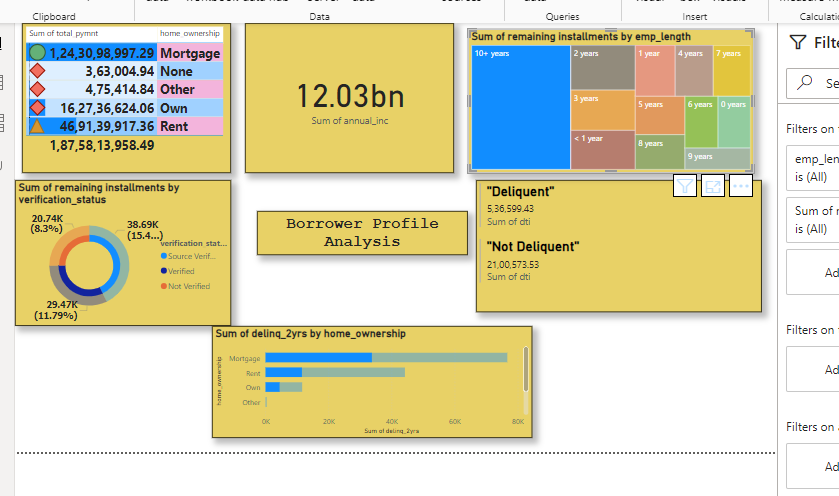 Clipboard
Data
Queries
Insert
Sum of total_pymnt home_ownership
1,24,30,98,997.29 Mortgage
3,63,004.94 None
4,75,414.84 Other
16,27,36,624.06 Own
46,91,39,917.36 Rent
1,87,58,13,958.49
12.03bn
Sum of annual_inc
Sum of remaining installments by emp_length
10+ years
2 years
1 year
4 years
7 years
3 years
5 years
6 years
0 years
< 1 year
8 years
9 years
Sum of remaining installments by
verification_status
20.74K
(8.3%)
38.69K
(15.4...)
29.47K
(11.79%)
verification_stat...
Source Verif...
Verified
Not Verified
Borrower Profile
Analysis
"Deliquent"
5,36,599.43
Sum of dti
"Not Deliquent"
21,00,573.53
Sum of dti
Sum of delinq_2yrs by home_ownership
home_ownership
Mortgage
Rent
Own
Other
0K 20K 40K 60K 80K
Sum of delinq_2yrs
Filte
Se
Filters on
emp_len
is (All)
Sum of r
is (All)
Ad
Filters on
Ad
Filters on a
Ad